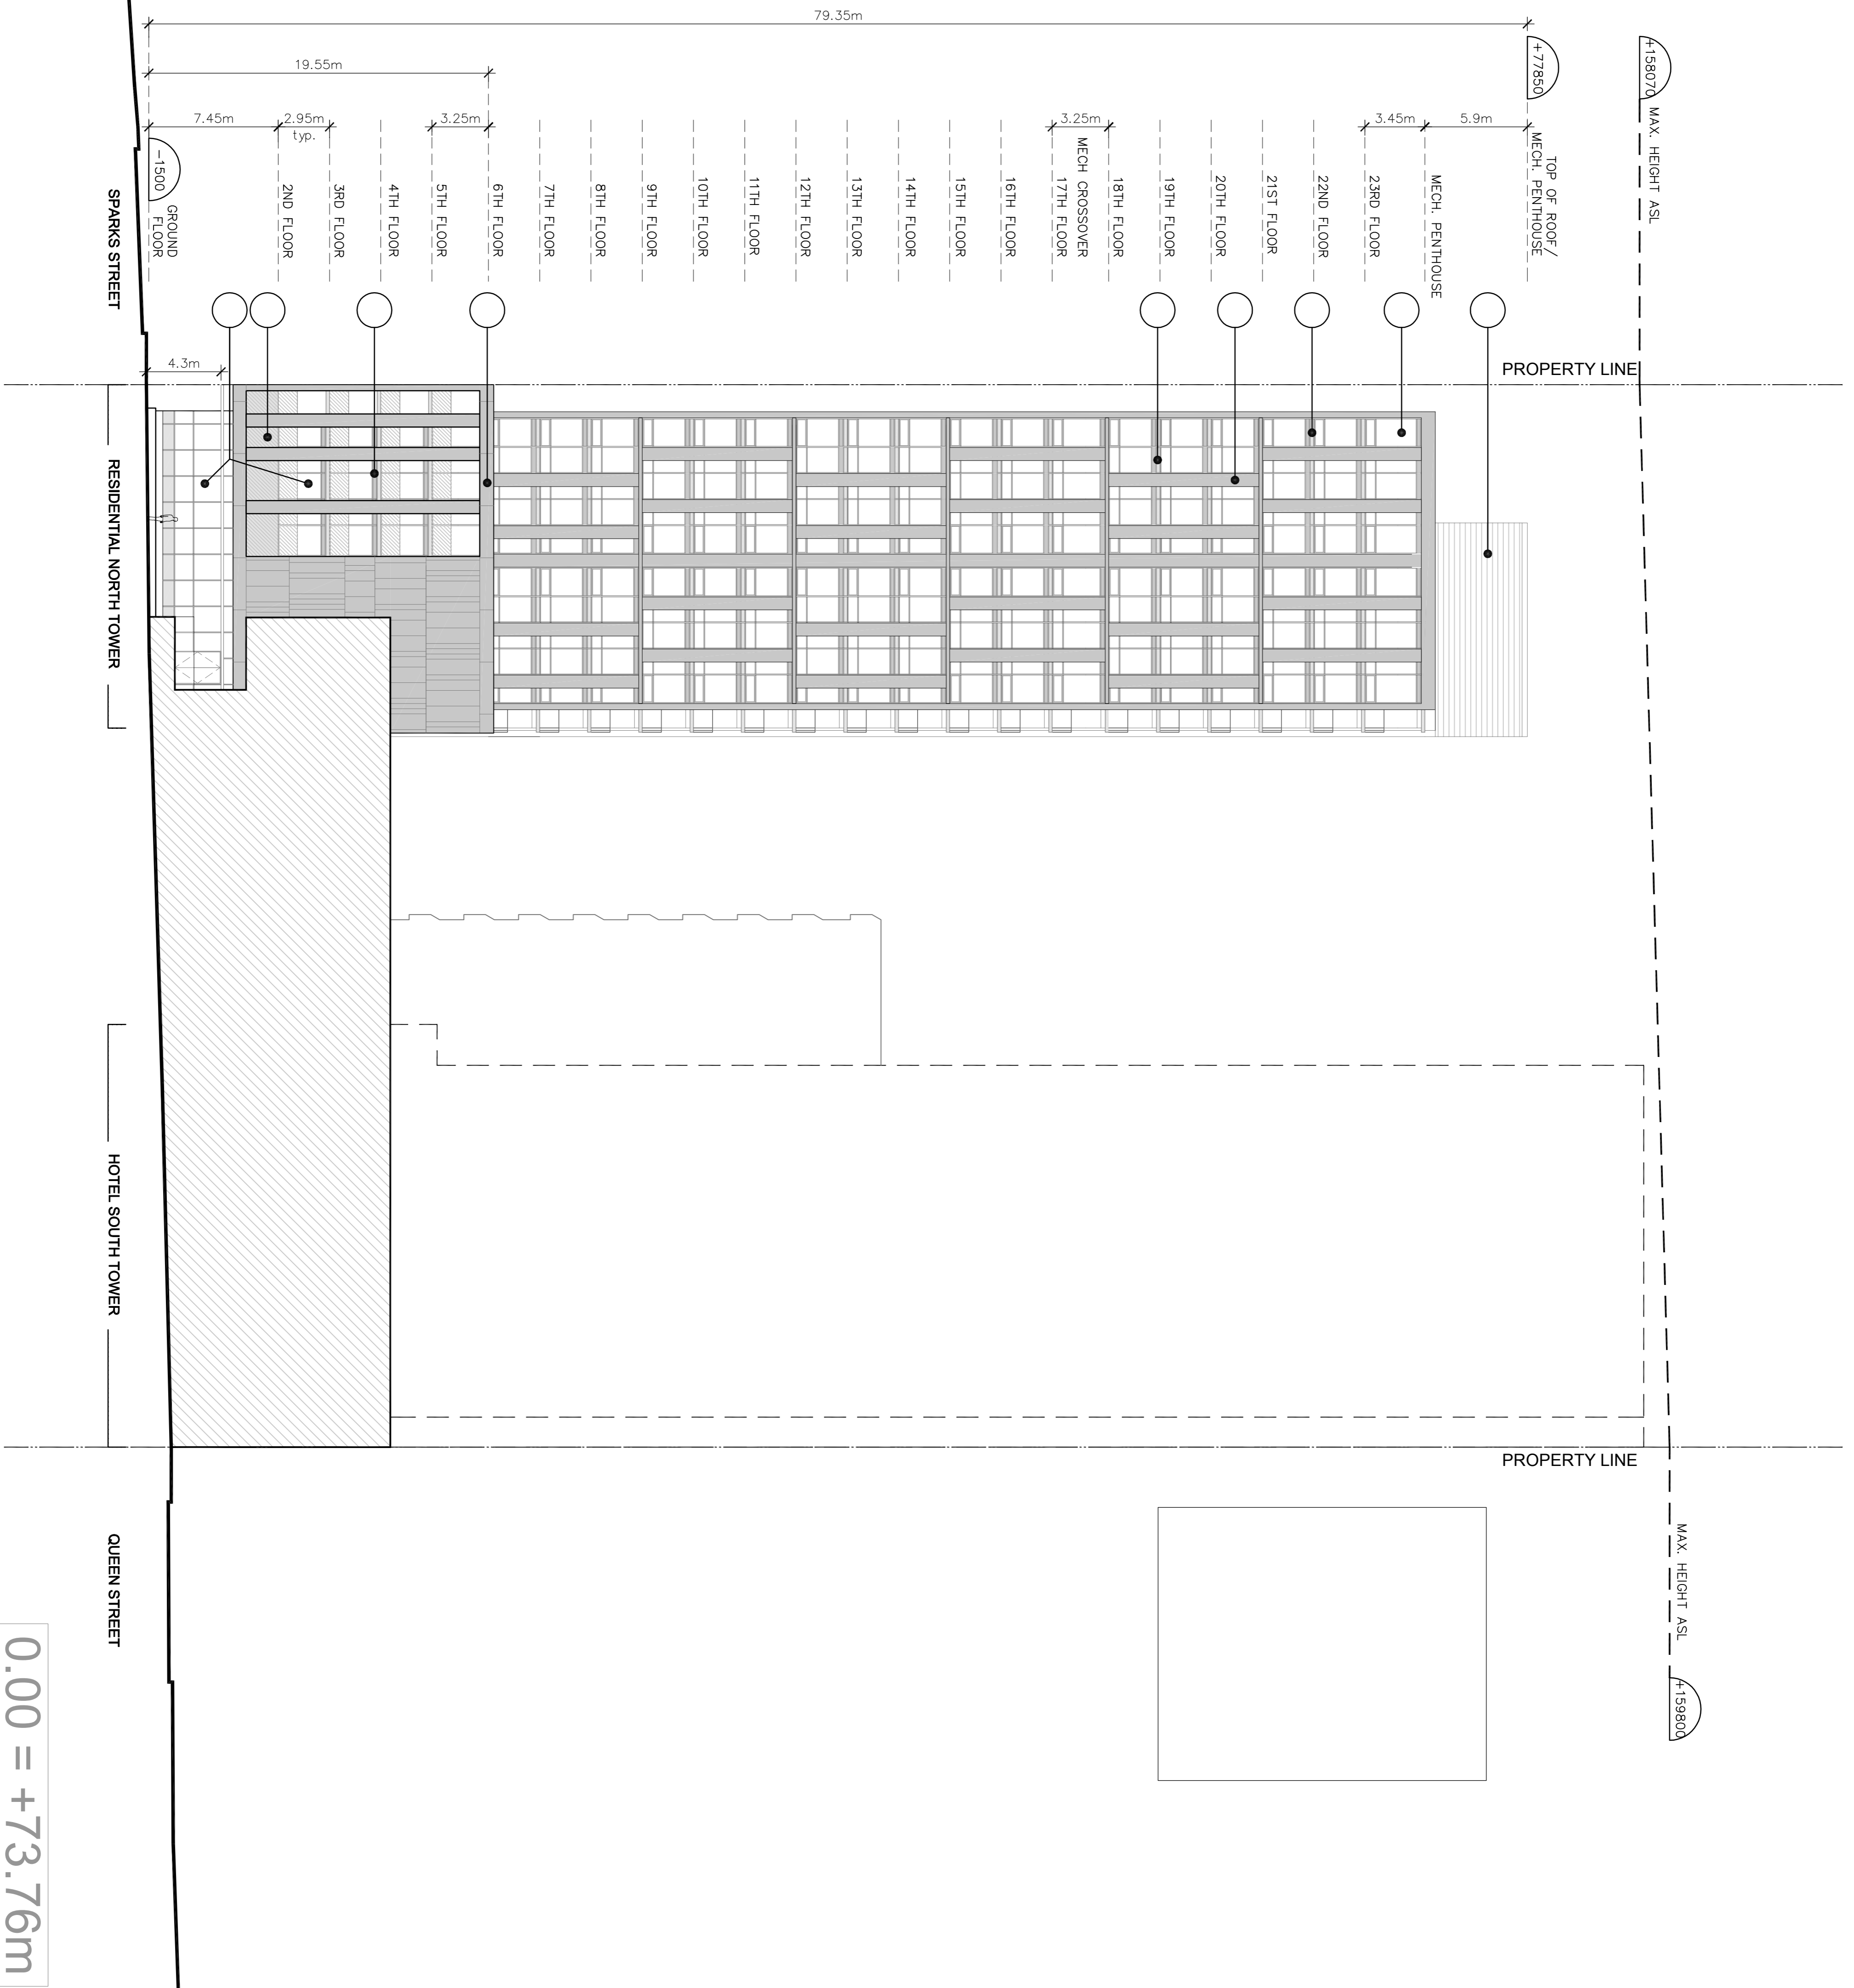 79.35m
19.55m
7.45m
2.95m
typ.
3.25m
3.25m
3.45m
5.9m
4.3m
+158070
MAX. HEIGHT ASL
+77850
TOP OF ROOF/
MECH. PENTHOUSE
MECH. PENTHOUSE
23RD FLOOR
22ND FLOOR
21ST FLOOR
20TH FLOOR
19TH FLOOR
18TH FLOOR
MECH CROSSOVER
17TH FLOOR
16TH FLOOR
15TH FLOOR
14TH FLOOR
13TH FLOOR
12TH FLOOR
11TH FLOOR
10TH FLOOR
9TH FLOOR
8TH FLOOR
7TH FLOOR
6TH FLOOR
5TH FLOOR
4TH FLOOR
3RD FLOOR
2ND FLOOR
GROUND
FLOOR
-1500
PROPERTY LINE
PROPERTY LINE
MAX. HEIGHT ASL
+159800
SPARKS STREET
RESIDENTIAL NORTH TOWER
HOTEL SOUTH TOWER
QUEEN STREET
0.00 = +73.76m